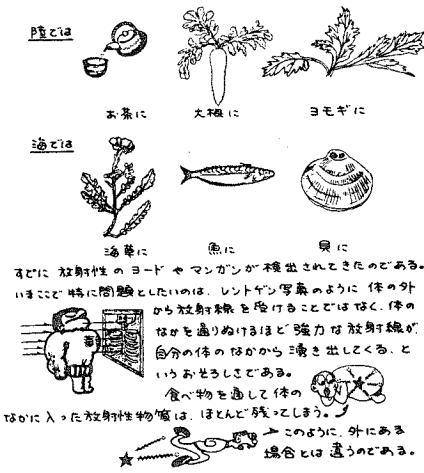 陸では
お茶に
大根に
ヨモギに
海では
海草に
魚に
貝に
すでに放射性のヨードやマンガンが検出されてきたのである。
いまここで特に問題としたいのは、レントゲン写真のように体の外
から放射線を受けることではなく、体の
なかを通りぬけるほど強力な放射線が、
自分の体のなかから湧き出してくる、と
いうおそろしさである。
食べ物を通して体の
なかに入った放射性物質は、ほとんど残ってしまう。
このように、外にある
場合とは違うのである。